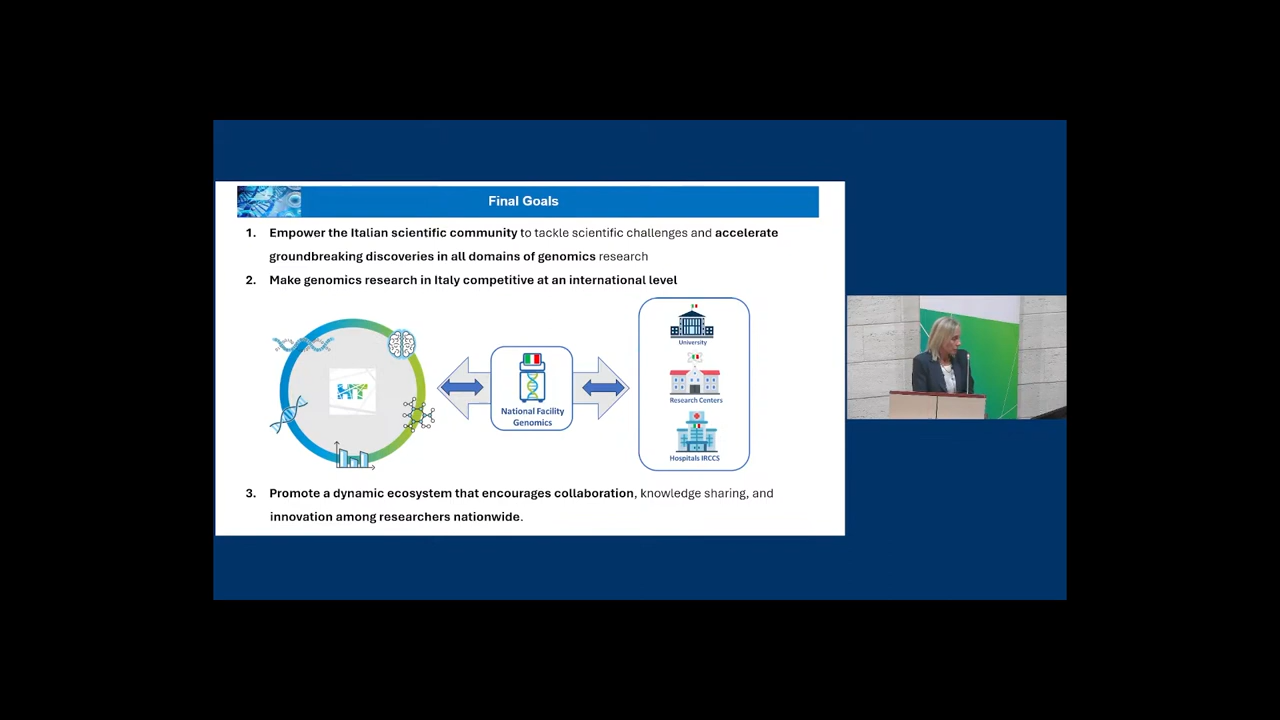 Final Goals
1. Empower the Italian scientific community to tackle scientific challenges and accelerate
groundbreaking discoveries in all domains of genomics research
2. Make genomics research in Italy competitive at an international level
HT
National Facility
Genomics
University
Research Centers
Hospitals IRCCS
3. Promote a dynamic ecosystem that encourages collaboration, knowledge sharing, and
innovation among researchers nationwide.